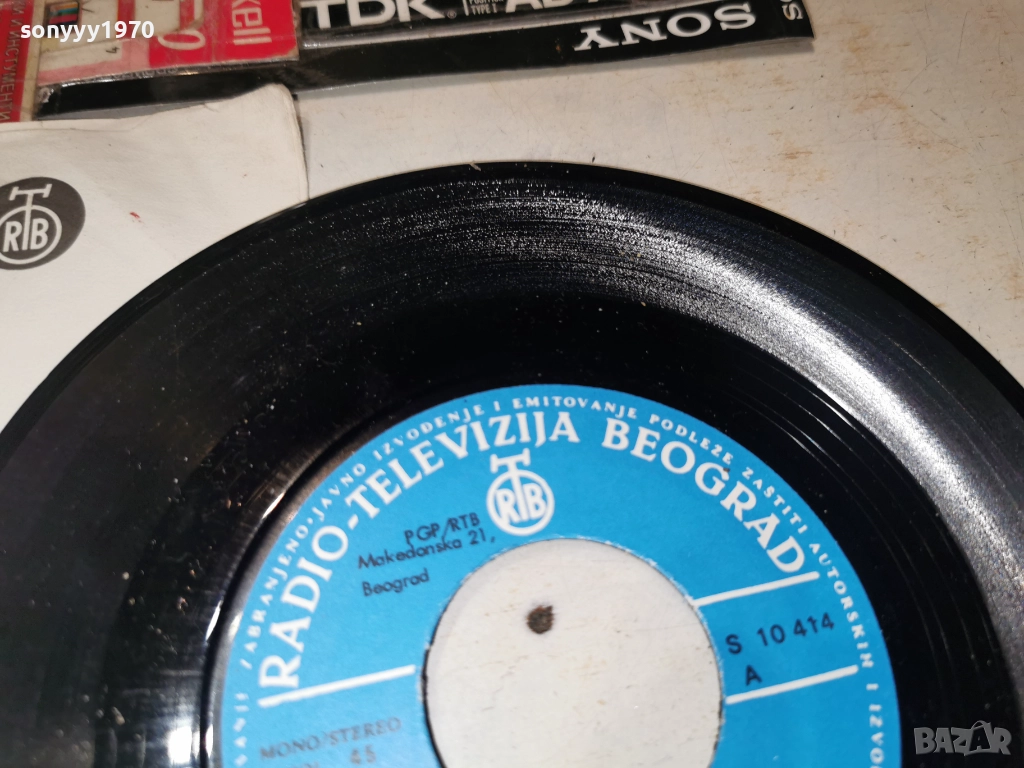 sonyyy1970
TDK
SONY
RTB
ZABRANJENO · JAVNO IZVOĐENJE I EMITOVANJE PODLEŽE ZAŠTITI AUTORSKIH I
RADIO-TELEVIZIJA BEOGRAD
RTB
PGP/RTB
Makedonska 21,
Beograd
S 10 414
A
MONO/STEREO
45
BAZAR